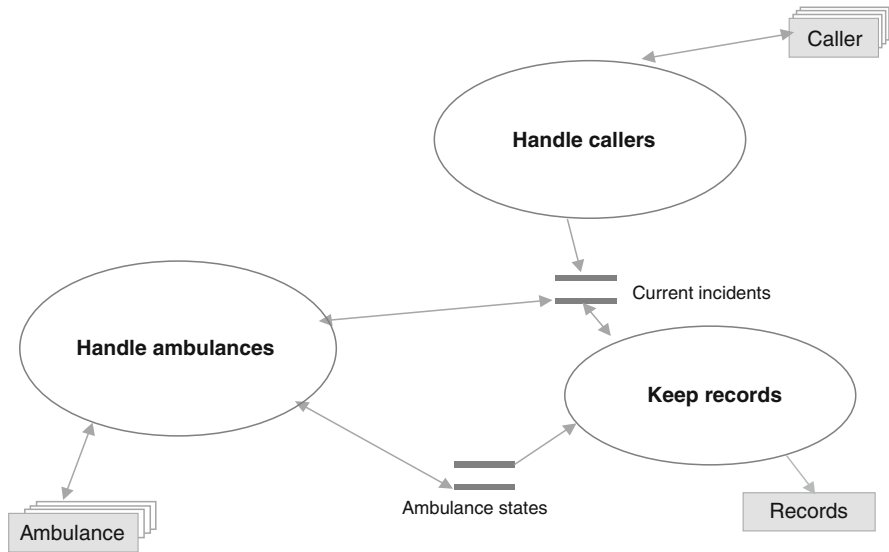 Caller
Handle callers
Current incidents
Handle ambulances
Keep records
Ambulance states
Records
Ambulance